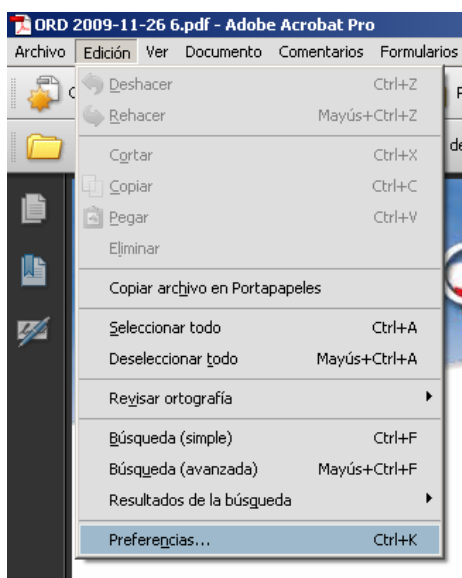 ORD 2009-11-26 6.pdf - Adobe Acrobat Pro
Archivo Edición Ver Documento Comentarios Formularios
Deshacer Ctrl+Z
Rehacer Mayús+Ctrl+Z
Cortar Ctrl+X
Copiar Ctrl+C
Pegar Ctrl+V
Eliminar
Copiar archivo en Portapapeles
Seleccionar todo Ctrl+A
Deseleccionar todo Mayús+Ctrl+A
Revisar ortografía
Búsqueda (simple) Ctrl+F
Búsqueda (avanzada) Mayús+Ctrl+F
Resultados de la búsqueda
Preferencias... Ctrl+K